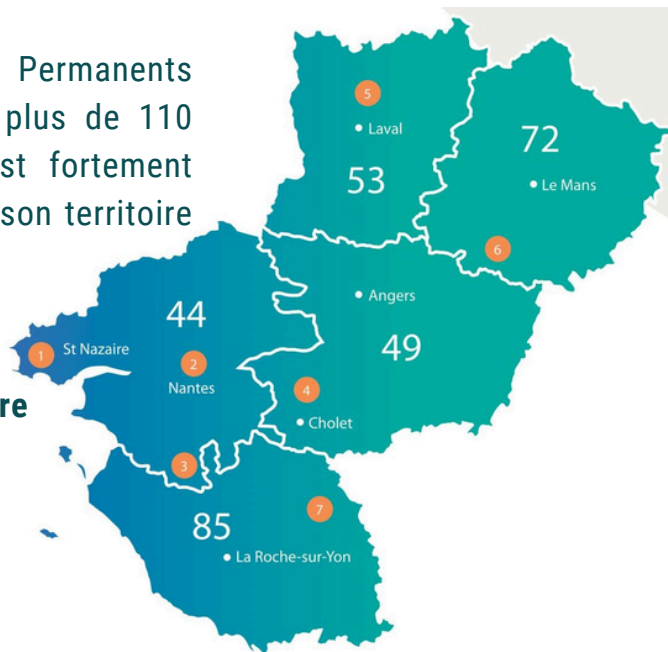 Permanents
plus de 110
st fortement
son territoire
re
5
Laval
53
72
Le Mans
6
Angers
49
44
1
St Nazaire
2
Nantes
4
Cholet
3
7
85
La Roche-sur-Yon